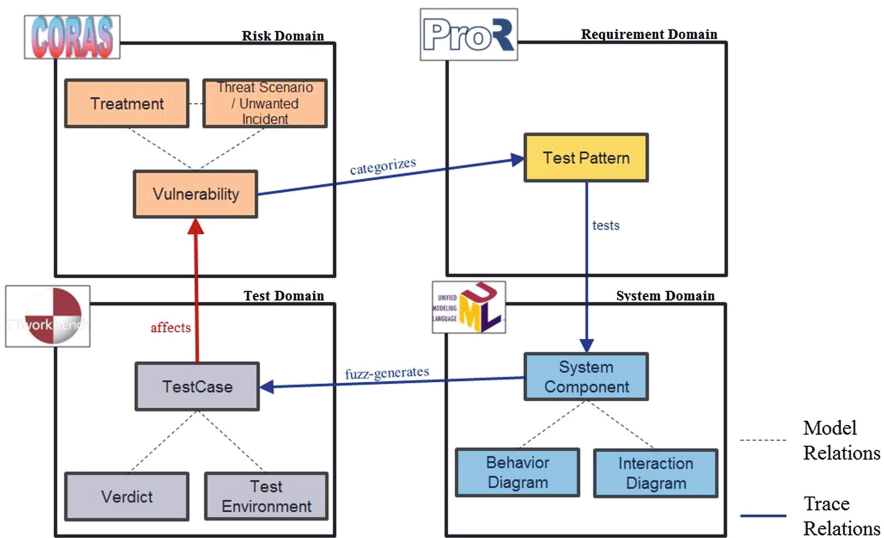 CORAS
Risk Domain
Treatment
Threat Scenario
/ Unwanted
Incident
Vulnerability
categorizes
ProR
Requirement Domain
Test Pattern
tests
affects
Test Domain
TestCase
Verdict
Test
Environment
fuzz-generates
UNIFIED
MODELING
LANGUAGE
UML
System Domain
System
Component
Behavior
Diagram
Interaction
Diagram
Model
Relations
Trace
Relations